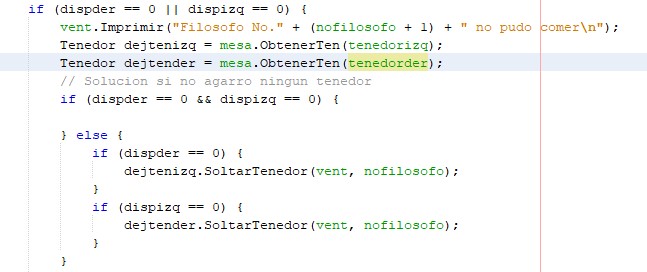 if (dispder == 0 || dispizq == 0) {
vent.Imprimir("Filosofo No." + (nofilosofo + 1) + " no pudo comer\n");
Tenedor dejtenizq = mesa.ObtenerTen(tenedorizq);
Tenedor dejtender = mesa.ObtenerTen(tenedorder);
// Solucion si no agarro ningun tenedor
if (dispder == 0 && dispizq == 0) {
} else {
if (dispder == 0) {
dejtenizq.SoltarTenedor(vent, nofilosofo);
}
if (dispizq == 0) {
dejtender.SoltarTenedor(vent, nofilosofo);
}
}